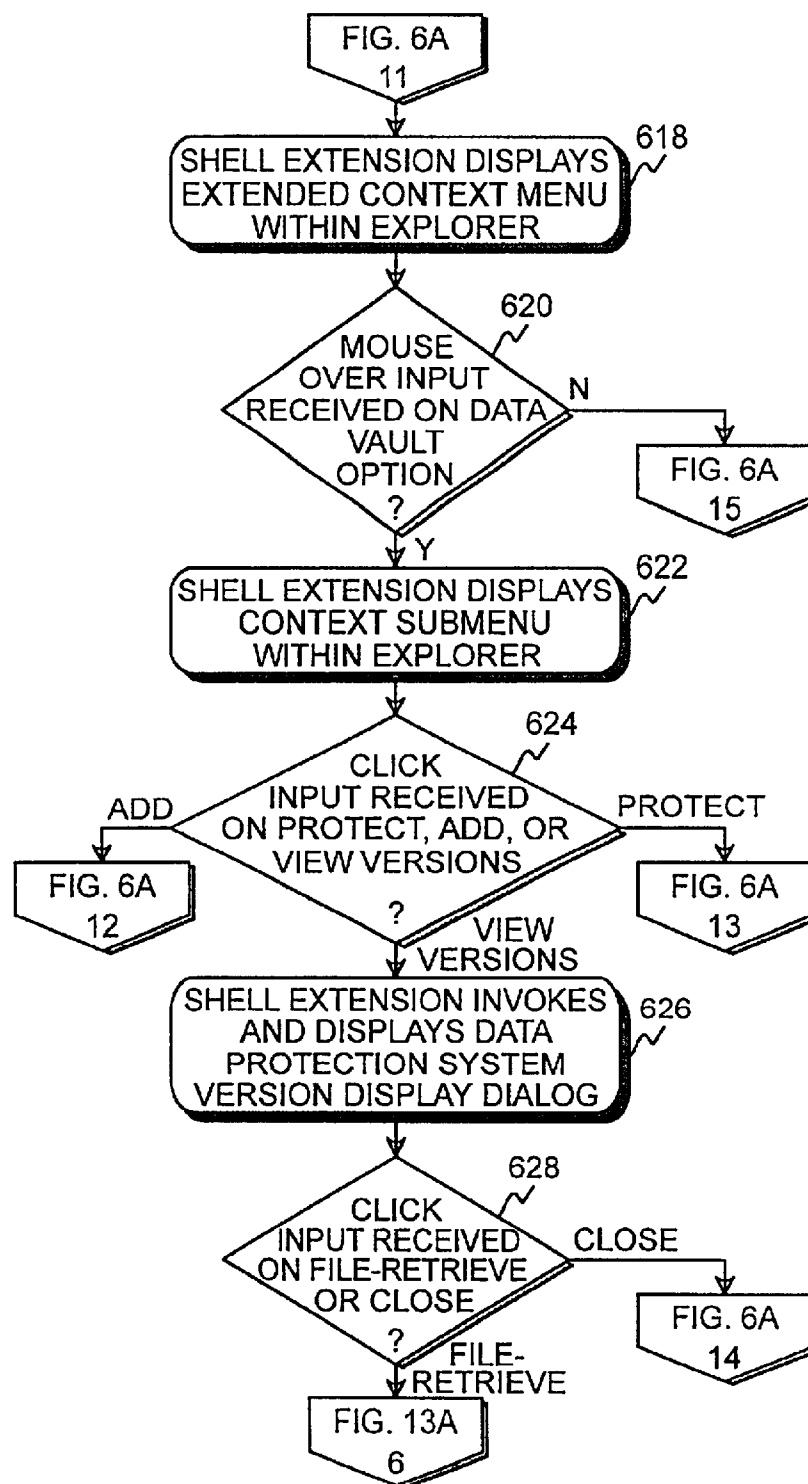 FIG. 6A
11
618
SHELL EXTENSION DISPLAYS
EXTENDED CONTEXT MENU
WITHIN EXPLORER
620
MOUSE
OVER INPUT
RECEIVED ON DATA
VAULT
OPTION
?
N
FIG. 6A
15
Y
622
SHELL EXTENSION DISPLAYS
CONTEXT SUBMENU
WITHIN EXPLORER
624
CLICK
INPUT RECEIVED
ON PROTECT, ADD, OR
VIEW VERSIONS
?
ADD
FIG. 6A
12
PROTECT
FIG. 6A
13
VIEW
VERSIONS
626
SHELL EXTENSION INVOKES
AND DISPLAYS DATA
PROTECTION SYSTEM
VERSION DISPLAY DIALOG
628
CLICK
INPUT RECEIVED
ON FILE-RETRIEVE
OR CLOSE
?
CLOSE
FIG. 6A
14
FILE-
RETRIEVE
FIG. 13A
6